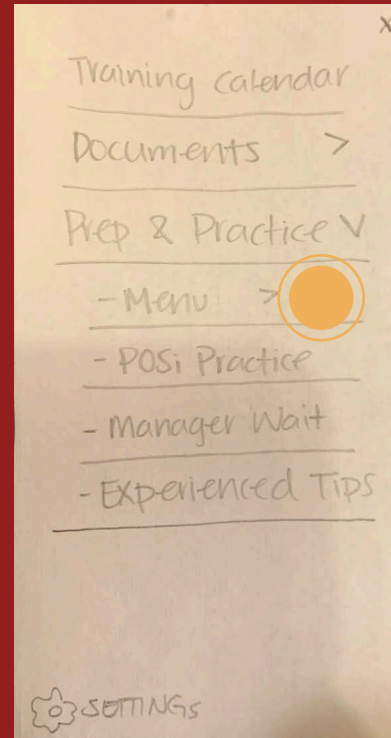 X
Training Calendar
Documents >
Prep & Practice V
- Menu >
- POSi Practice
- Manager Wait
- Experienced Tips
SETTINGS